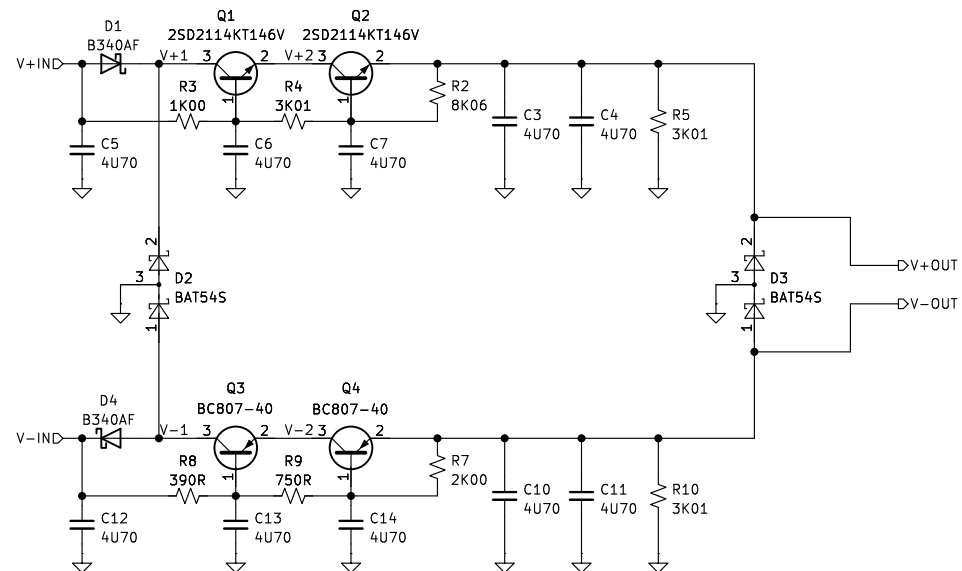 Q1
Q2
D1
B340AF
2SD2114KT146V
2SD2114KT146V
V+IN
V+1
3
2
V+2
3
2
1
1
R3
1K00
R4
3K01
R2
8K06
C5
4U70
C6
4U70
C7
4U70
C3
4U70
C4
4U70
R5
3K01
2
3
D2
BAT54S
1
2
3
D3
BAT54S
1
V+OUT
V-OUT
D4
B340AF
Q3
BC807-40
Q4
BC807-40
V-IN
V-1
3
2
V-2
3
2
1
1
R8
390R
R9
750R
R7
2K00
C12
4U70
C13
4U70
C14
4U70
C10
4U70
C11
4U70
R10
3K01